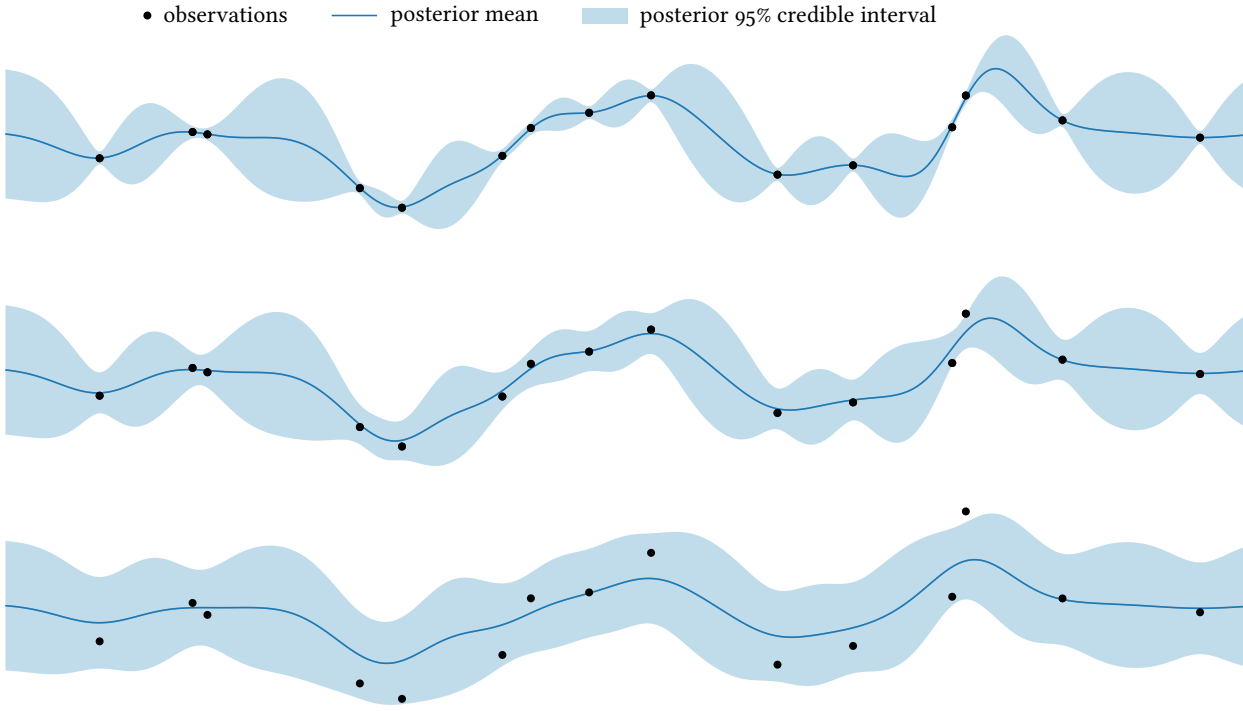 observations posterior mean posterior 95% credible interval